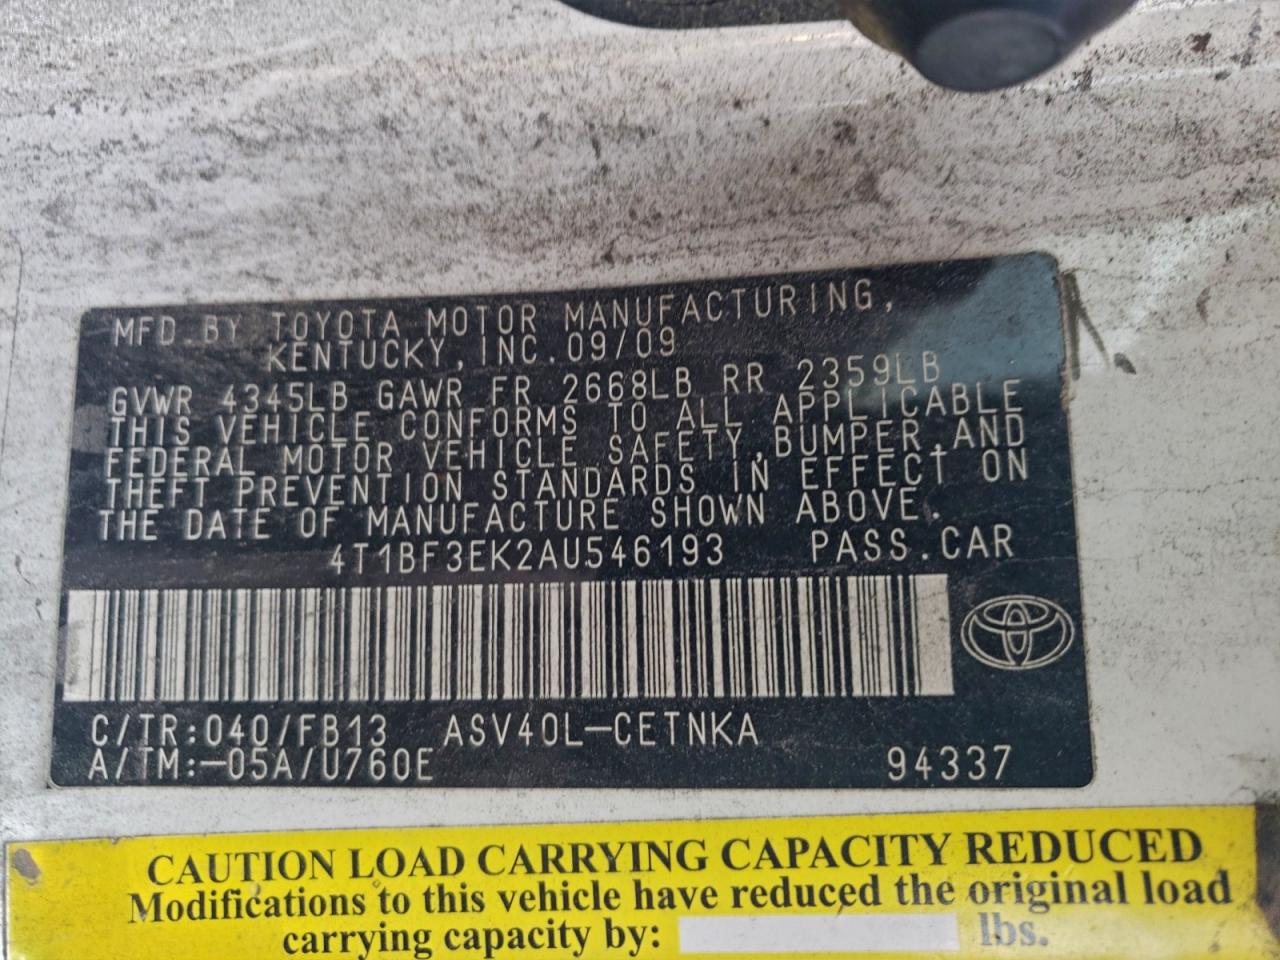 MFD.BY TOYOTA MOTOR MANUFACTURING,
KENTUCKY, INC. 09/09
GVWR 4345LB GAWR FR 2668LB RR 2359LB
THIS VEHICLE CONFORMS TO ALL APPLICABLE
FEDERAL MOTOR VEHICLE SAFETY,BUMPER,AND
THEFT PREVENTION STANDARDS IN EFFECT ON
THE DATE OF MANUFACTURE SHOWN ABOVE.
4T1BF3EK2AU546193 PASS.CAR
C/TR:040/FB13 ASV40L-CETNKA
A/TM:-05A/U760E 94337
CAUTION LOAD CARRYING CAPACITY REDUCED
Modifications to this vehicle have reduced the original load
carrying capacity by: lbs.